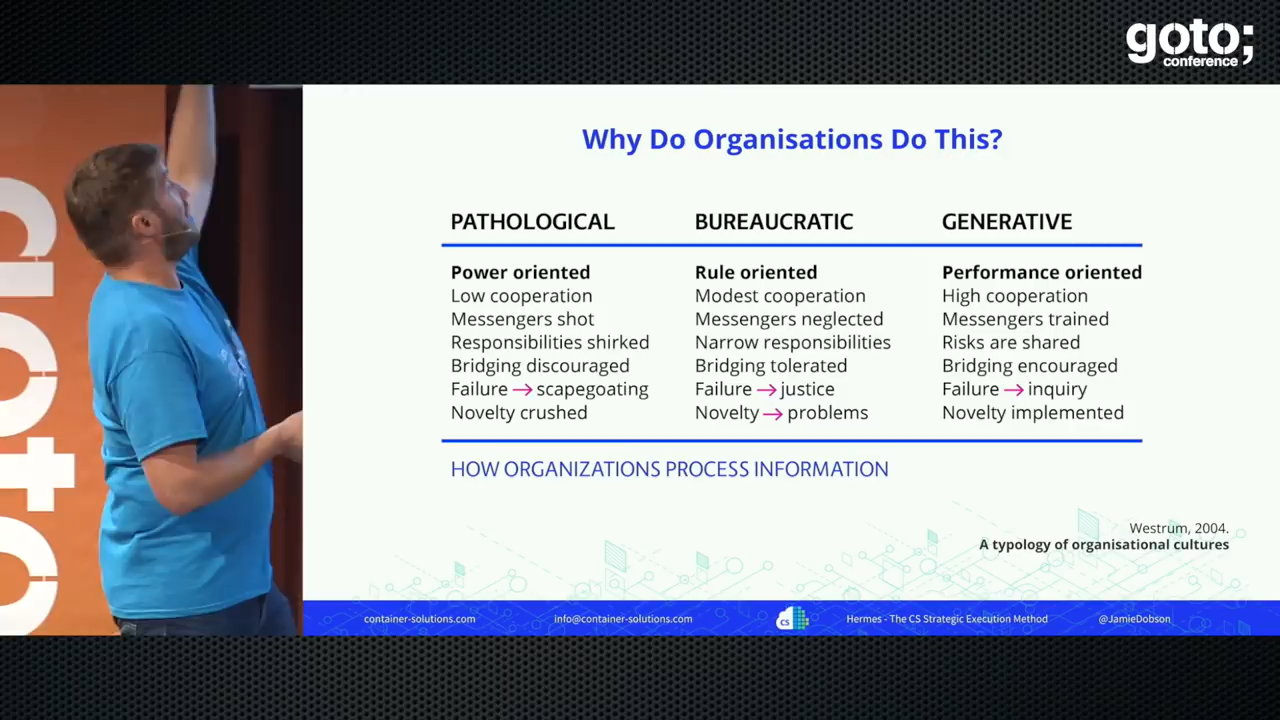 goto;
conference
goto
Why Do Organisations Do This?
PATHOLOGICAL BUREAUCRATIC GENERATIVE
Power oriented Rule oriented Performance oriented
Low cooperation Modest cooperation High cooperation
Messengers shot Messengers neglected Messengers trained
Responsibilities shirked Narrow responsibilities Risks are shared
Bridging discouraged Bridging tolerated Bridging encouraged
Failure → scapegoating Failure → justice Failure → inquiry
Novelty crushed Novelty → problems Novelty implemented
HOW ORGANIZATIONS PROCESS INFORMATION
Westrum, 2004.
A typology of organisational cultures
container-solutions.com info@container-solutions.com CS Hermes - The CS Strategic Execution Method @JamieDobson